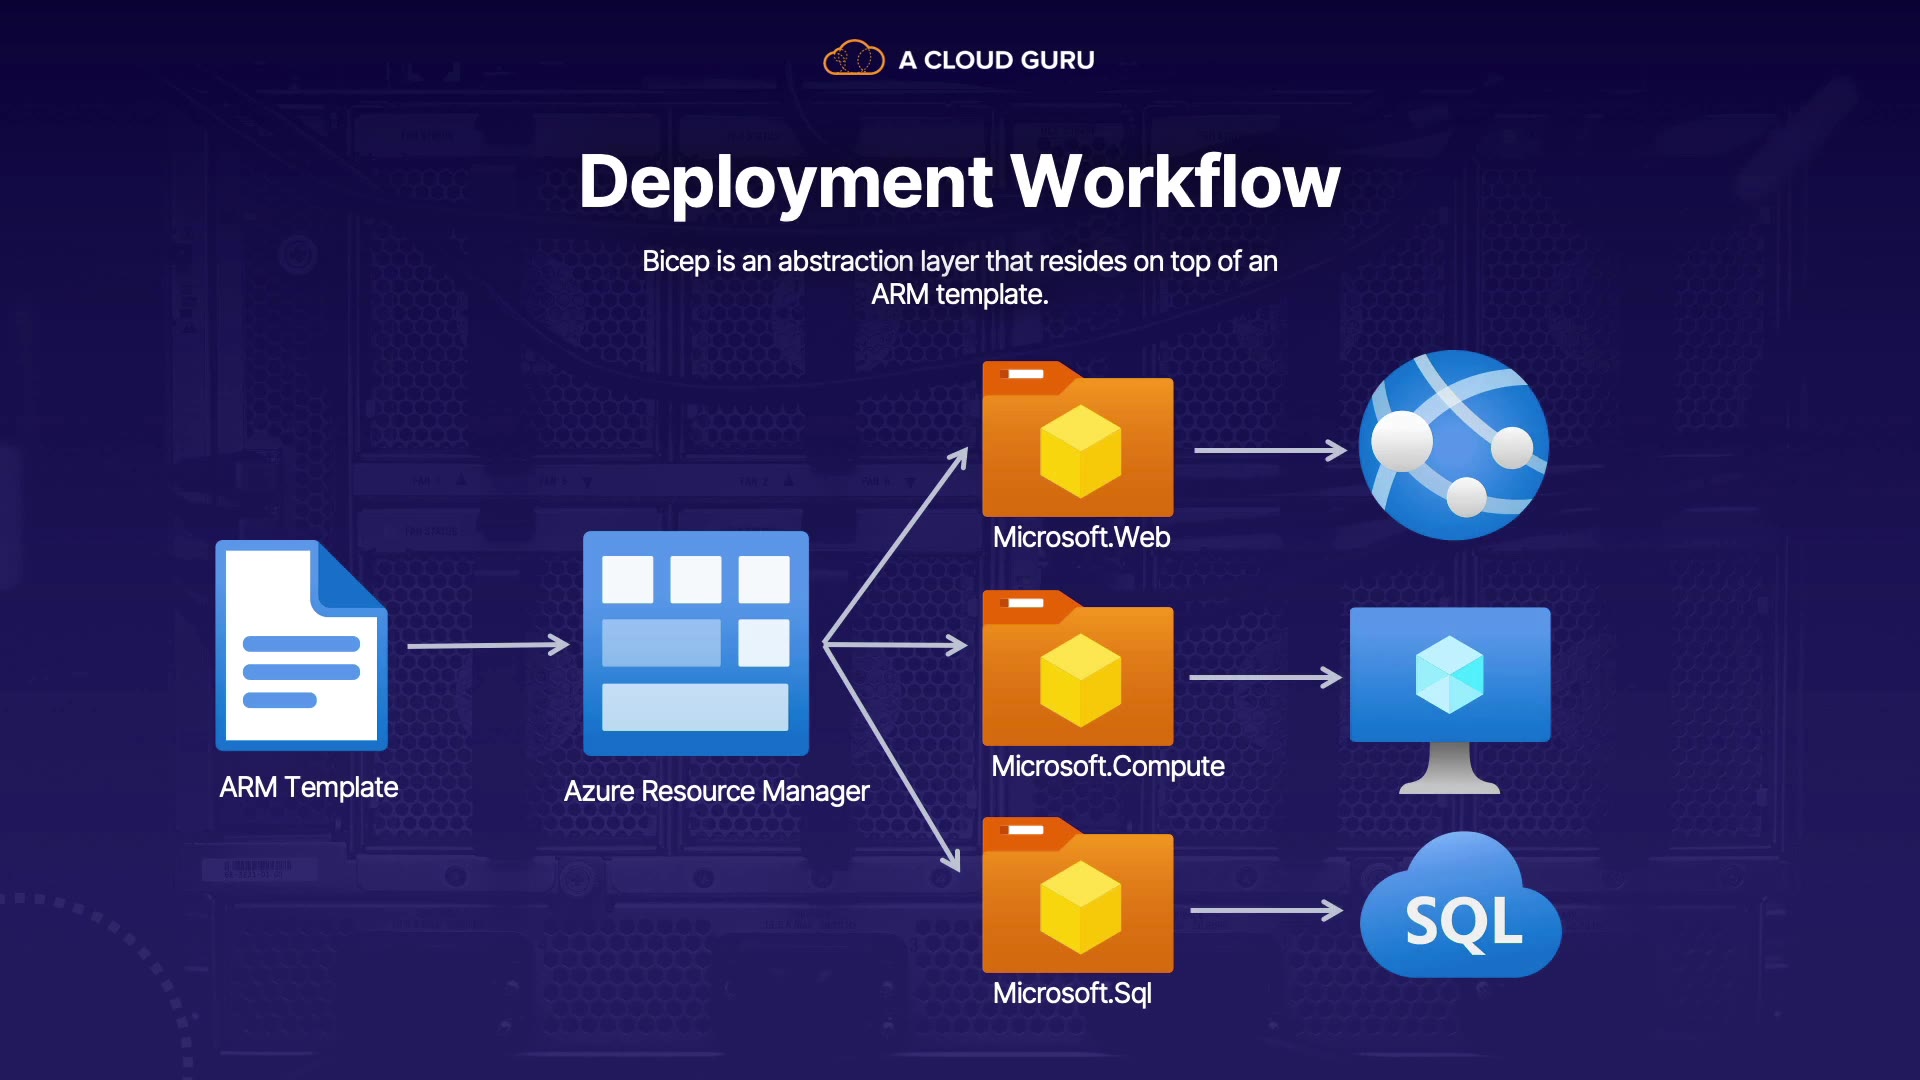 A CLOUD GURU
Deployment Workflow
Bicep is an abstraction layer that resides on top of an
ARM template.
Microsoft.Web
ARM Template
Azure Resource Manager
Microsoft.Compute
SQL
Microsoft.Sql